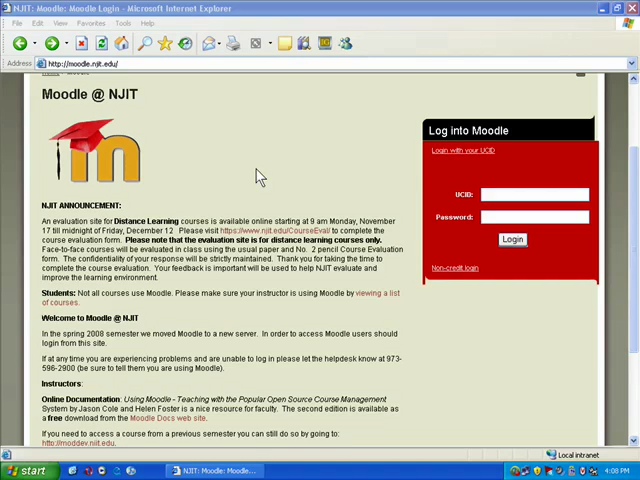 NJIT: Moodle: Moodle Login - Microsoft Internet Explorer
File Edit View Favorites Tools Help
Address http://moodle.njit.edu/
Moodle @ NJIT
m
NJIT ANNOUNCEMENT:
An evaluation site for Distance Learning courses is available online starting at 9 am Monday, November
17 till midnight of Friday, December 12 Please visit https://www.njit.edu/CourseEval/ to complete the
course evaluation form. Please note that the evaluation site is for distance learning courses only.
Face-to-face courses will be evaluated in class using the usual paper and No. 2 pencil Course Evaluation
form. The confidentiality of your response will be strictly maintained. Thank you for taking the time to
complete the course evaluation. Your feedback is important will be used to help NJIT evaluate and
improve the learning environment.
Students: Not all courses use Moodle. Please make sure your instructor is using Moodle by viewing a list
of courses.
Welcome to Moodle @ NJIT
In the spring 2008 semester we moved Moodle to a new server. In order to access Moodle users should
login from this site.
If at any time you are experiencing problems and are unable to log in please let the helpdesk know at 973-
596-2900 (be sure to tell them you are using Moodle).
Instructors:
Online Documentation: Using Moodle - Teaching with the Popular Open Source Course Management
System by Jason Cole and Helen Foster is a nice resource for faculty. The second edition is available as
a free download from the Moodle Docs web site.
If you need to access a course from a previous semester you can still do so by going to:
http://moddev.njit.edu.
Log into Moodle
Login with your UCID
UCID:
Password:
Login
Non-credit login
Local intranet
start
NJIT: Moodle: Moodle...
4:08 PM